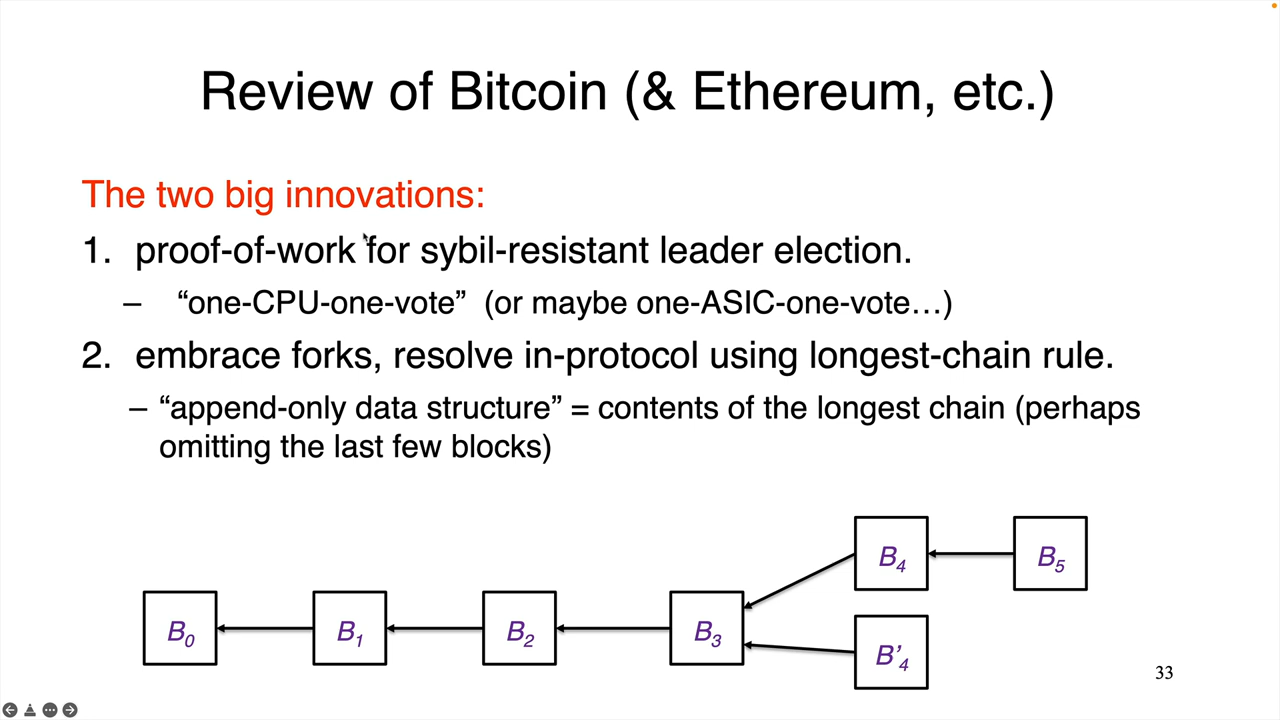 Review of Bitcoin (& Ethereum, etc.)
The two big innovations:
1. proof-of-work for sybil-resistant leader election.
– “one-CPU-one-vote” (or maybe one-ASIC-one-vote…)
2. embrace forks, resolve in-protocol using longest-chain rule.
– “append-only data structure” = contents of the longest chain (perhaps
omitting the last few blocks)
B4 B5
B0 B1 B2 B3
B’4
33